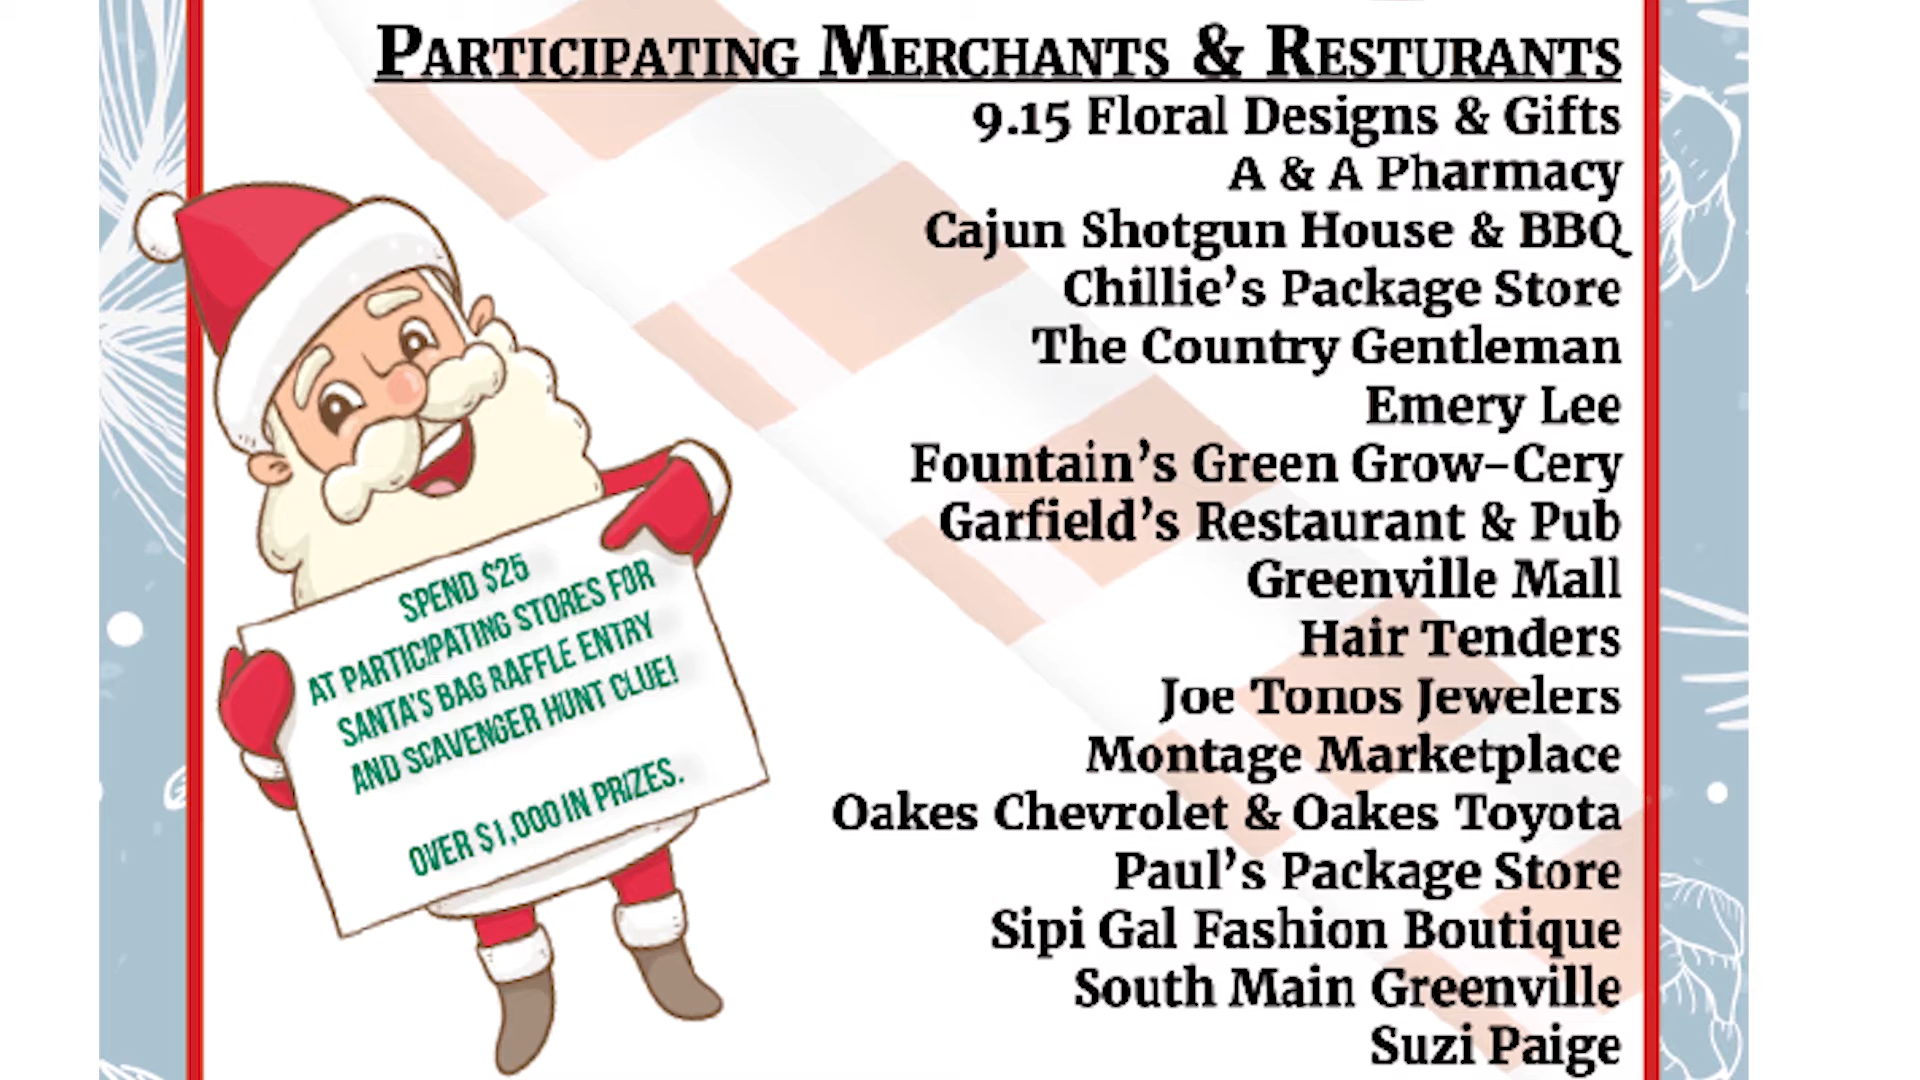 PARTICIPATING MERCHANTS & RESTURANTS
9.15 Floral Designs & Gifts
A & A Pharmacy
Cajun Shotgun House & BBQ
Chillie’s Package Store
The Country Gentleman
Emery Lee
Fountain’s Green Grow-Cery
Garfield’s Restaurant & Pub
Greenville Mall
Hair Tenders
Joe Tonos Jewelers
Montage Marketplace
Oakes Chevrolet & Oakes Toyota
Paul’s Package Store
Sipi Gal Fashion Boutique
South Main Greenville
Suzi Paige
SPEND $25
AT PARTICIPATING STORES FOR
SANTA'S BAG RAFFLE ENTRY
AND SCAVENGER HUNT CLUE!
OVER $1,000 IN PRIZES.